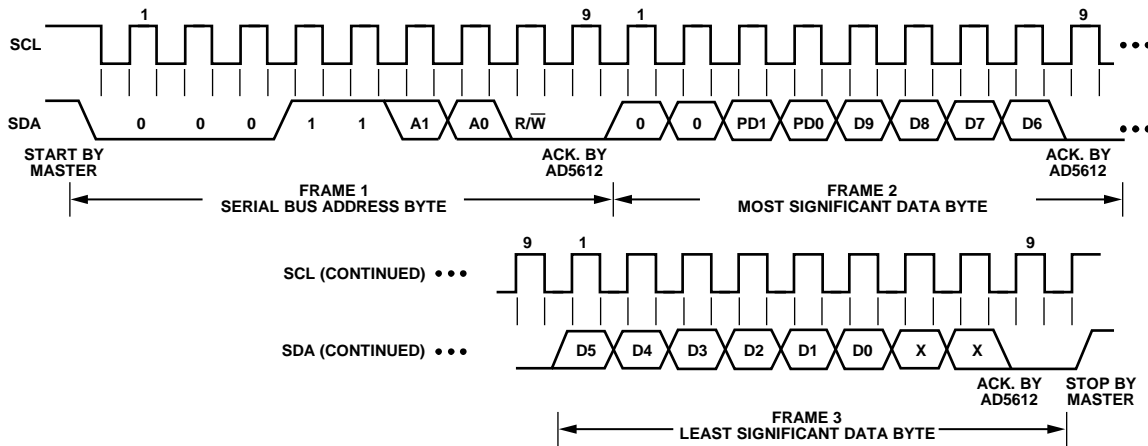 1 9 1 9
SCL
SDA 0 0 0 1 1 A1 A0 R/W̅ 0 0 PD1 PD0 D9 D8 D7 D6
START BY
MASTER
ACK. BY
AD5612
ACK. BY
AD5612
FRAME 1
SERIAL BUS ADDRESS BYTE
FRAME 2
MOST SIGNIFICANT DATA BYTE
9 1 9
SCL (CONTINUED)
SDA (CONTINUED) D5 D4 D3 D2 D1 D0 X X
ACK. BY
AD5612
STOP BY
MASTER
FRAME 3
LEAST SIGNIFICANT DATA BYTE